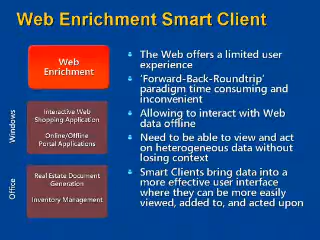 Web Enrichment Smart Client
Web
Enrichment
Windows
Interactive Web
Shopping Application
Online/Offline
Portal Applications
Office
Real Estate Document
Generation
Inventory Management
The Web offers a limited user
experience
‘Forward-Back-Roundtrip’
paradigm time consuming and
inconvenient
Allowing to interact with Web
data offline
Need to be able to view and act
on heterogeneous data without
losing context
Smart Clients bring data into a
more effective user interface
where they can be more easily
viewed, added to, and acted upon